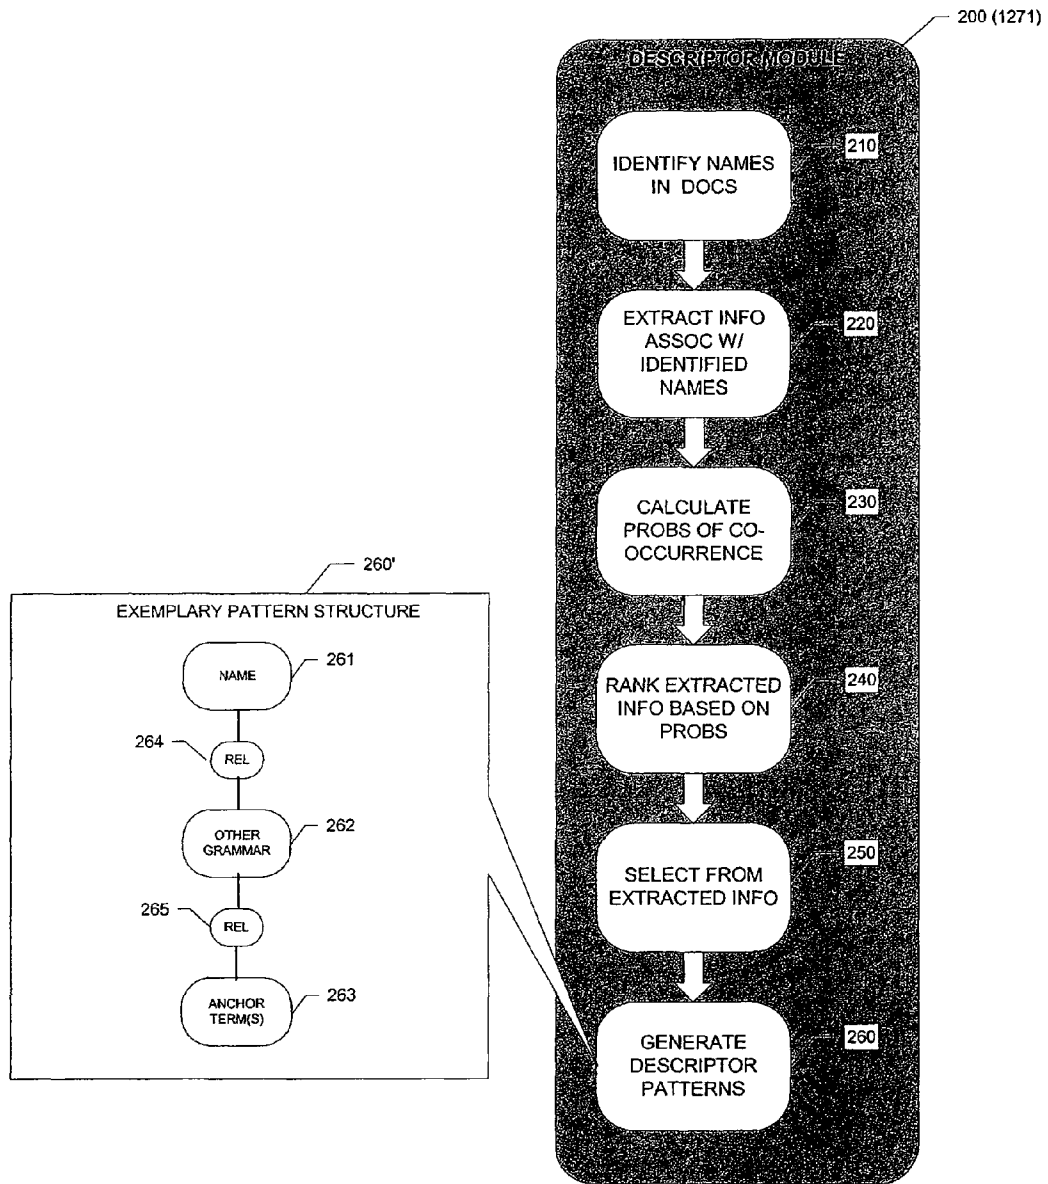 200 (1271)
DESCRIPTOR MODULE
IDENTIFY NAMES
IN DOCS
210
EXTRACT INFO
ASSOC W/
IDENTIFIED
NAMES
220
CALCULATE
PROBS OF CO-
OCCURRENCE
230
RANK EXTRACTED
INFO BASED ON
PROBS
240
SELECT FROM
EXTRACTED INFO
250
GENERATE
DESCRIPTOR
PATTERNS
260
260'
EXEMPLARY PATTERN STRUCTURE
NAME
261
264
REL
OTHER
GRAMMAR
262
265
REL
ANCHOR
TERM(S)
263